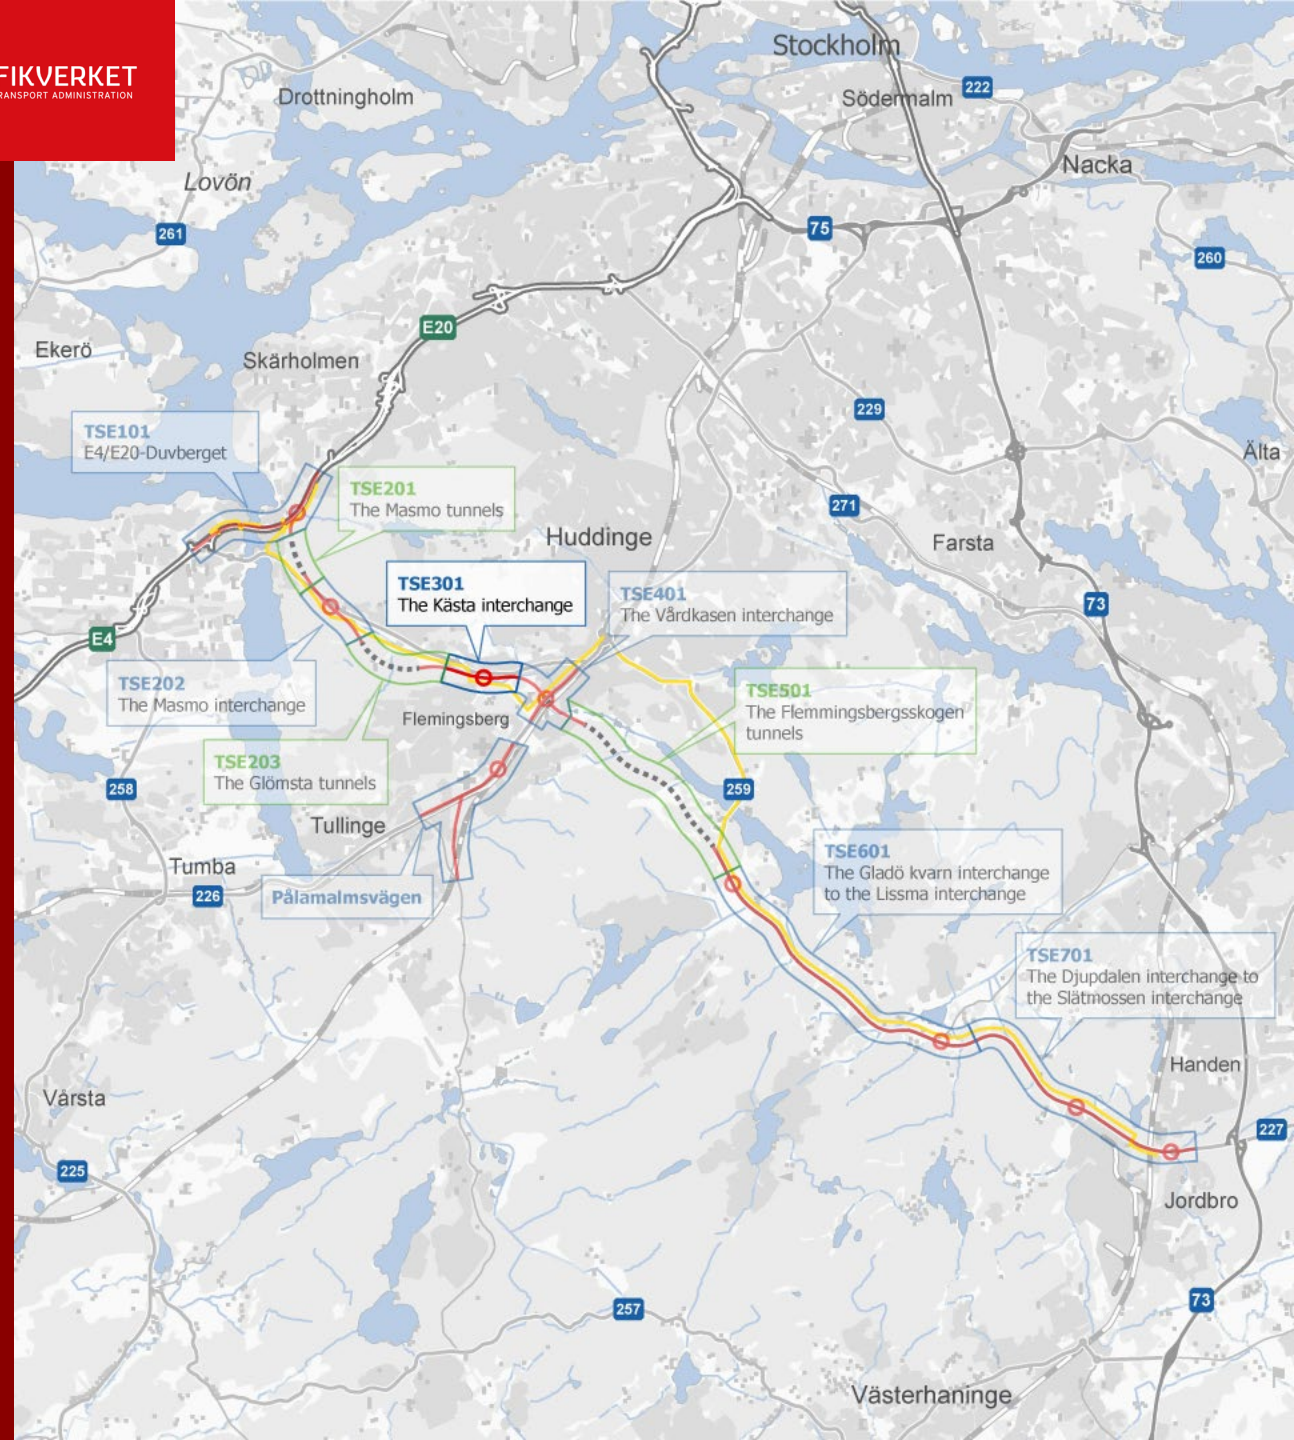 Stockholm
FIKVERKET
RANSPORT ADMINISTRATION
Drottningholm
Södermalm
222
Nacka
Lovön
261
75
260
E20
Ekerö
Skärholmen
229
TSE101
E4/E20-Duvberget
Älta
TSE201
The Masmo tunnels
271
Huddinge
Farsta
TSE301
The Kästa interchange
TSE401
The Vårdkasen interchange
73
E4
TSE202
The Masmo interchange
TSE501
The Flemmingsbergsskogen
tunnels
Flemingsberg
TSE203
The Glömsta tunnels
258
259
Tullinge
TSE601
The Gladö kvarn interchange
to the Lissma interchange
Tumba
226
Pålamalmsvägen
TSE701
The Djupdalen interchange to
the Slätmossen interchange
Handen
Vårsta
227
225
Jordbro
257
73
Västerhaninge